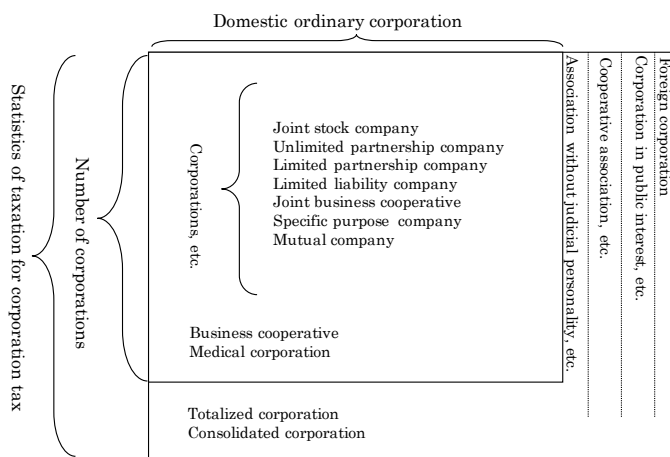 Domestic ordinary corporation
Statistics of taxation for corporation tax
Number of corporations
Corporations, etc.
Joint stock company
Unlimited partnership company
Limited partnership company
Limited liability company
Joint business cooperative
Specific purpose company
Mutual company
Business cooperative
Medical corporation
Totalized corporation
Consolidated corporation
Association without judicial personality, etc.
Cooperative association, etc.
Corporation in public interest, etc.
Foreign corporation